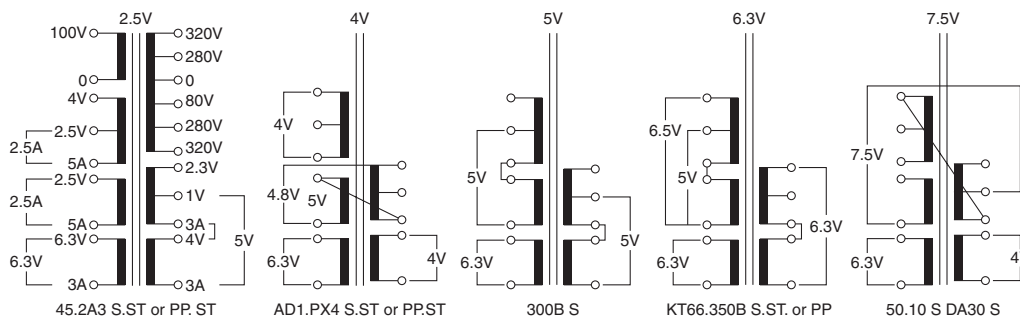 2.5V
100V
320V
280V
0
0
4V
80V
2.5V
280V
2.5A
5A
320V
2.5V
2.3V
2.5A
1V
5A
3A
6.3V
4V
5V
6.3V
3A
3A
45.2A3 S.ST or PP. ST
4V
4V
4.8V
5V
6.3V
4V
AD1.PX4 S.ST or PP.ST
5V
5V
5V
6.3V
300B S
6.3V
6.5V
5V
6.3V
6.3V
KT66.350B S.ST. or PP
7.5V
7.5V
6.3V
4
50.10 S DA30 S